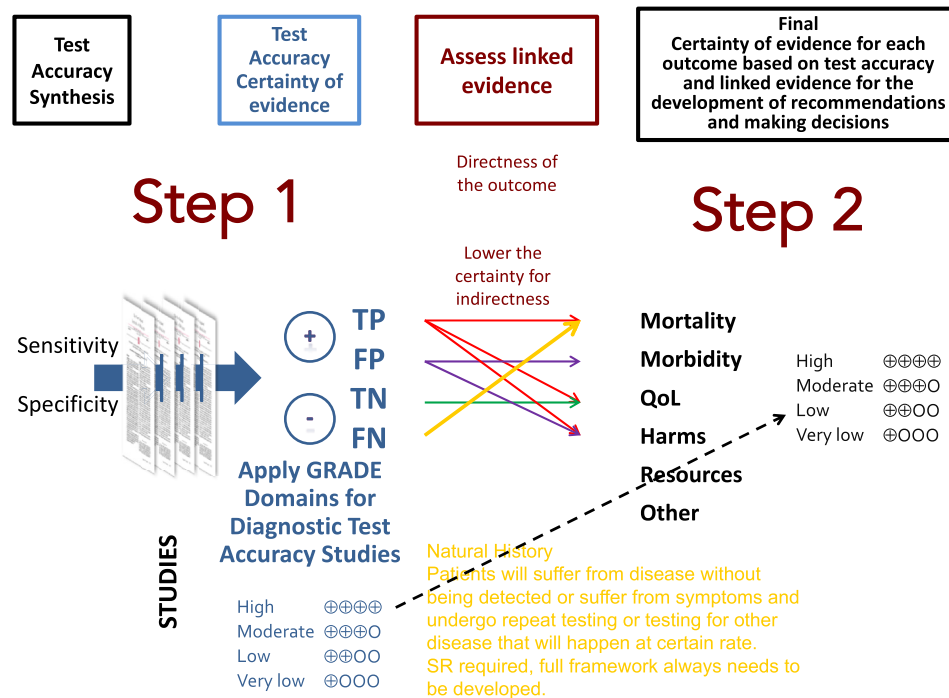 Test
Accuracy
Synthesis
Test
Accuracy
Certainty of
evidence
Assess linked
evidence
Final
Certainty of evidence for each
outcome based on test accuracy
and linked evidence for the
development of recommendations
and making decisions
Directness of
the outcome
Step 1
Step 2
Lower the
certainty for
indirectness
Sensitivity
Specificity
STUDIES
+
-
TP
FP
TN
FN
Apply GRADE
Domains for
Diagnostic Test
Accuracy Studies
High ⊕⊕⊕⊕
Moderate ⊕⊕⊕O
Low ⊕⊕OO
Very low ⊕OOO
Natural History
Patients will suffer from disease without
being detected or suffer from symptoms and
undergo repeat testing or testing for other
disease that will happen at certain rate.
SR required, full framework always needs to
be developed.
Mortality
Morbidity
QoL
Harms
Resources
Other
High ⊕⊕⊕⊕
Moderate ⊕⊕⊕O
Low ⊕⊕OO
Very low ⊕OOO